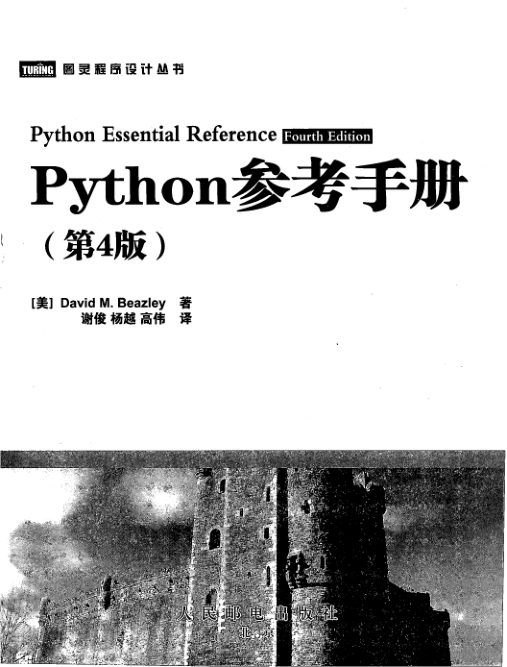 TURING 图灵程序设计丛书
Python Essential Reference Fourth Edition
Python参考手册
(第4版)
[美] David M. Beazley 著
谢俊 杨越 高伟 译
人民邮电出版社
北京